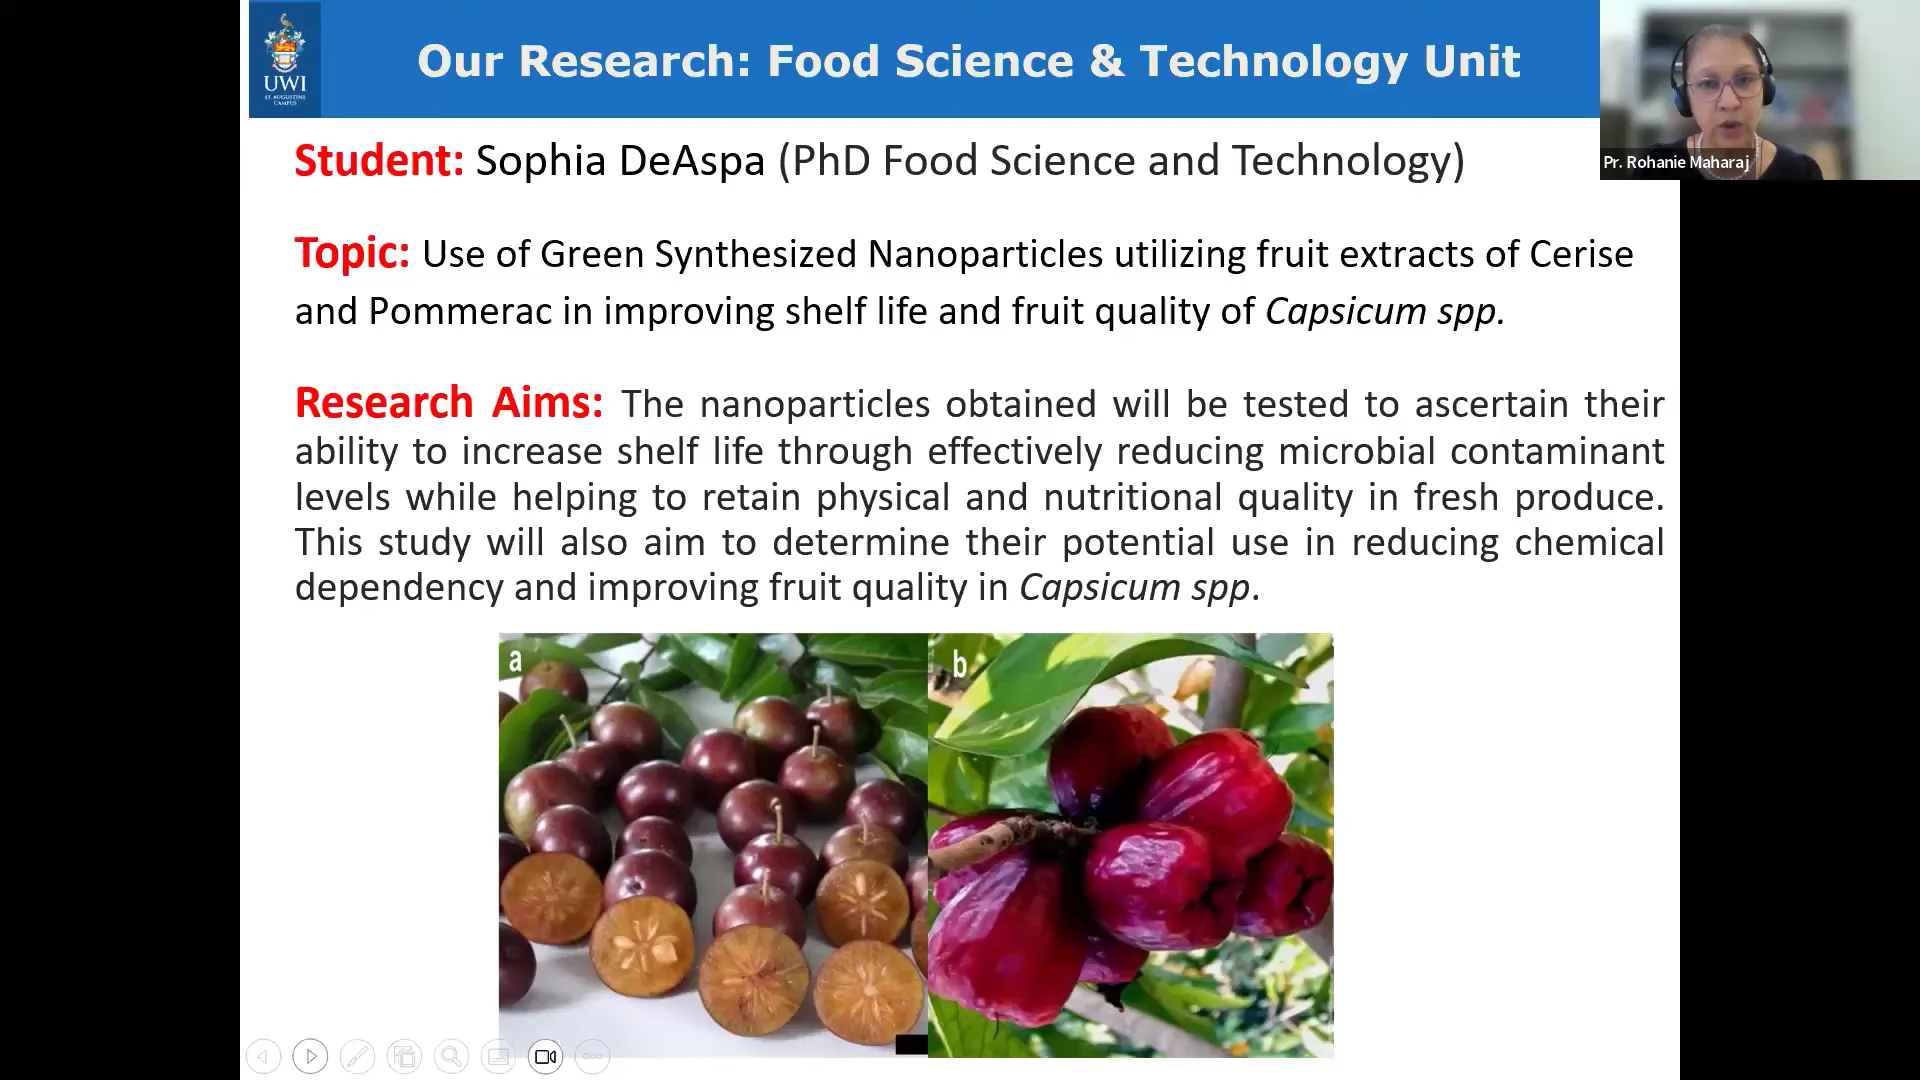 UWI
ST. AUGUSTINE
CAMPUS
Our Research: Food Science & Technology Unit
Pr. Rohanie Maharaj
Student: Sophia DeAspa (PhD Food Science and Technology)
Topic: Use of Green Synthesized Nanoparticles utilizing fruit extracts of Cerise
and Pommerac in improving shelf life and fruit quality of Capsicum spp.
Research Aims: The nanoparticles obtained will be tested to ascertain their
ability to increase shelf life through effectively reducing microbial contaminant
levels while helping to retain physical and nutritional quality in fresh produce.
This study will also aim to determine their potential use in reducing chemical
dependency and improving fruit quality in Capsicum spp.
a
b